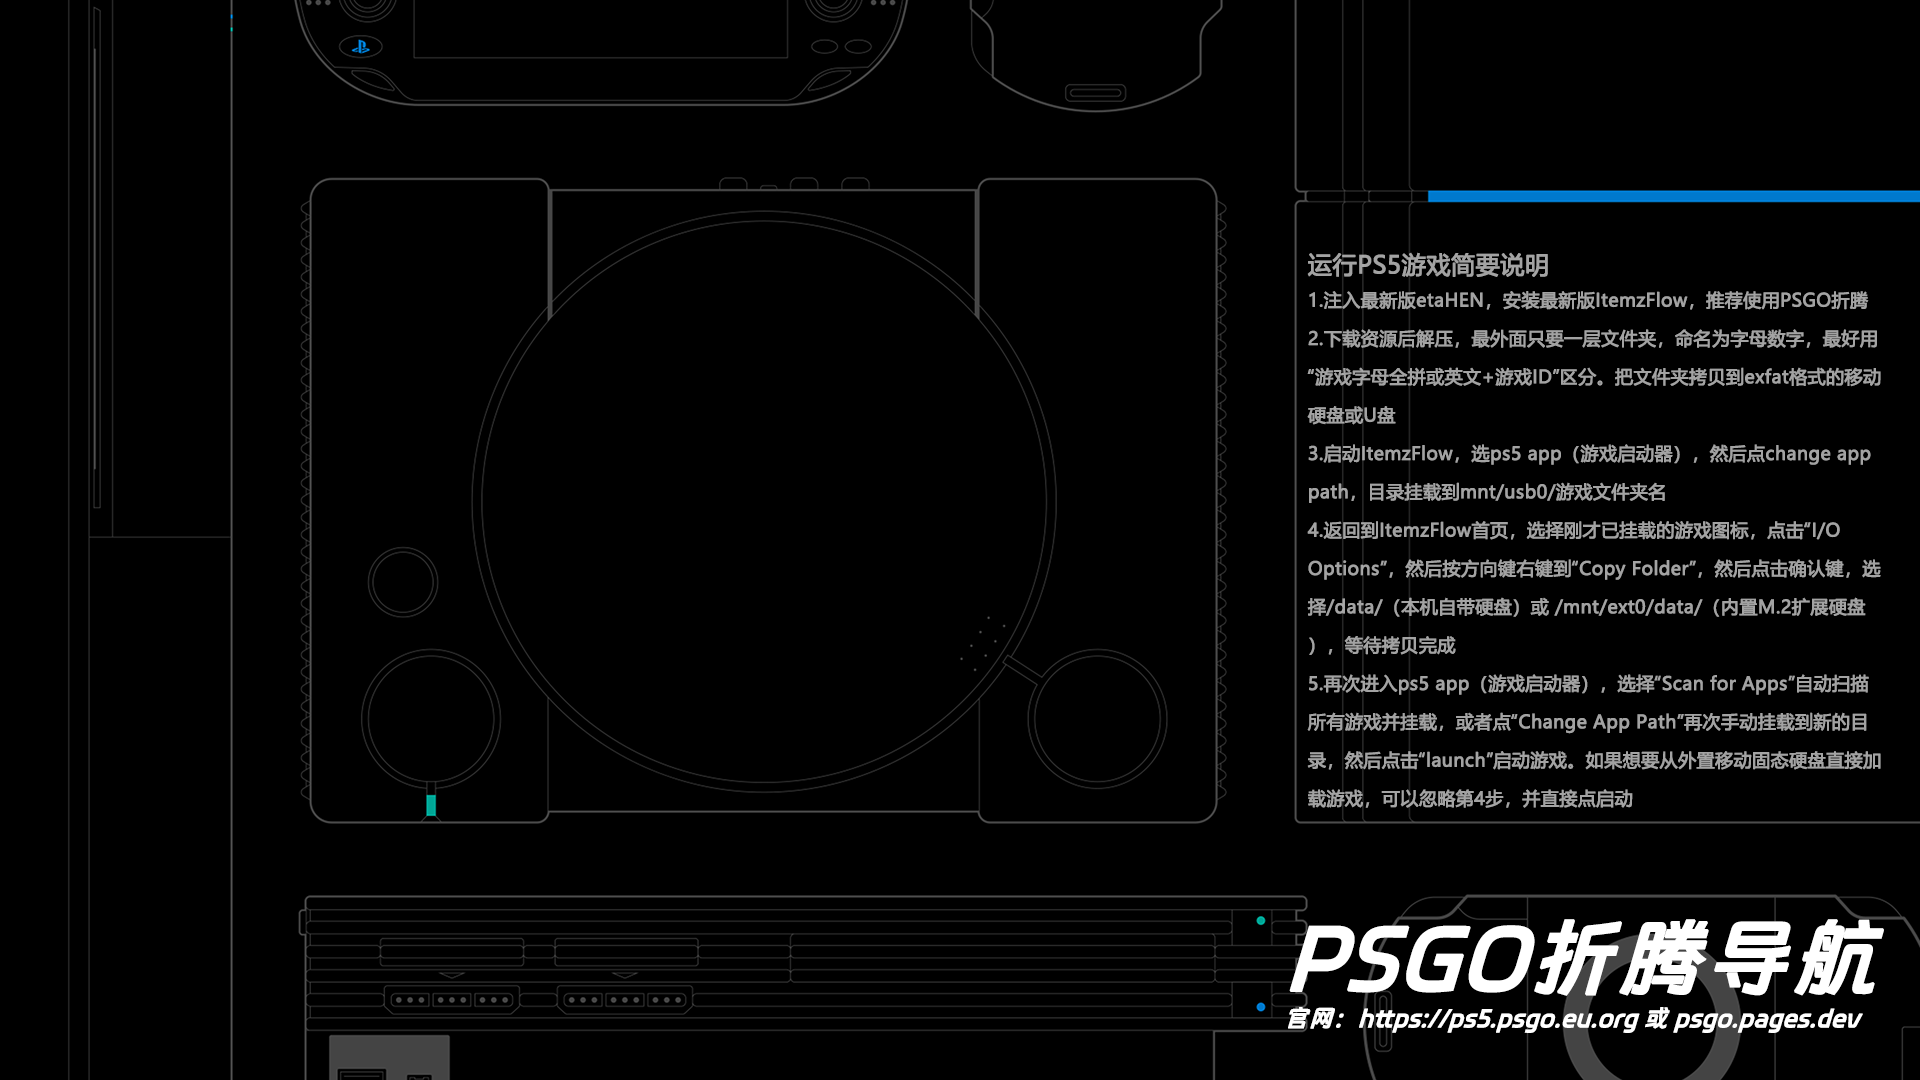 运行PS5游戏简要说明
1.注入最新版etaHEN，安装最新版ItemzFlow，推荐使用PSGO折腾
2.下载资源后解压，最外面只要一层文件夹，命名为字母数字，最好用
“游戏字母全拼或英文+游戏ID”区分。把文件夹拷贝到exfat格式的移动
硬盘或U盘
3.启动ItemzFlow，选ps5 app（游戏启动器），然后点change app
path，目录挂载到mnt/usb0/游戏文件夹名
4.返回到ItemzFlow首页，选择刚才已挂载的游戏图标，点击“I/O
Options”，然后按方向键右键到“Copy Folder”，然后点击确认键，选
择/data/（本机自带硬盘）或 /mnt/ext0/data/（内置M.2扩展硬盘
），等待拷贝完成
5.再次进入ps5 app（游戏启动器），选择“Scan for Apps”自动扫描
所有游戏并挂载，或者点“Change App Path”再次手动挂载到新的目
录，然后点击“launch”启动游戏。如果想要从外置移动固态硬盘直接加
载游戏，可以忽略第4步，并直接点启动
PSGO折腾导航
官网：https://ps5.psgo.eu.org 或 psgo.pages.dev